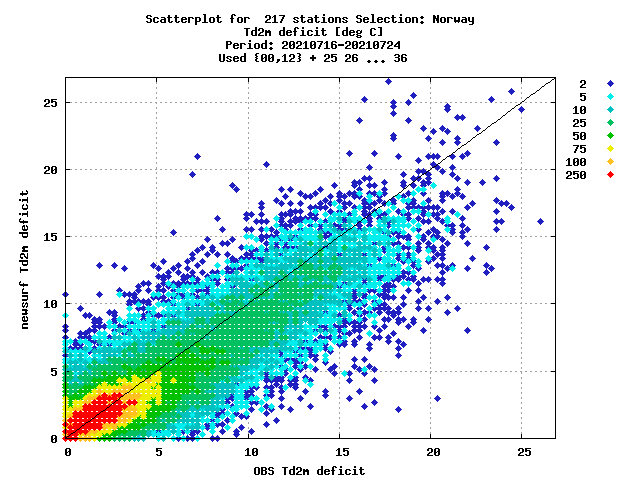 Scatterplot for  217 stations Selection: Norway
Td2m deficit [deg C]
Period: 20210716-20210724
Used {00,12} + 25 26 ... 36
2
5
10
25
50
75
100
250
25
20
15
10
5
0
newsurf Td2m deficit
0 5 10 15 20 25
OBS Td2m deficit